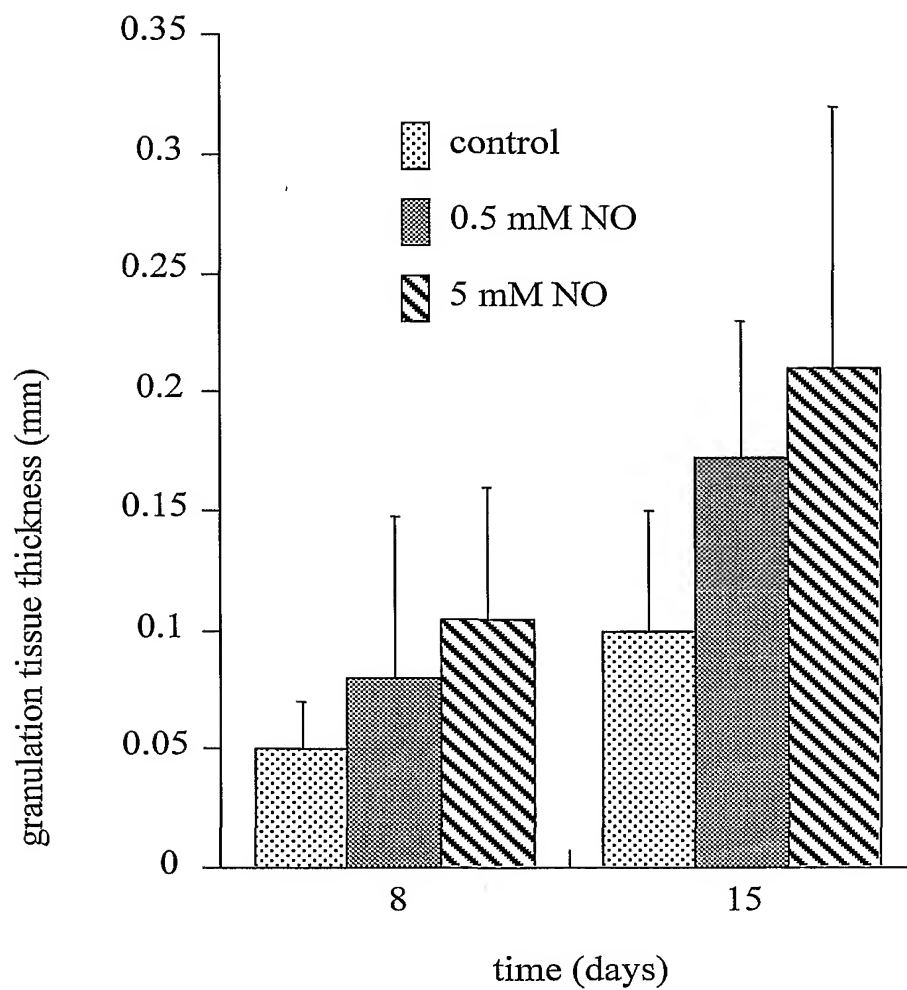 0.35
0.3
0.25
0.2
0.15
0.1
0.05
0
granulation tissue thickness (mm)
control
0.5 mM NO
5 mM NO
8
15
time (days)